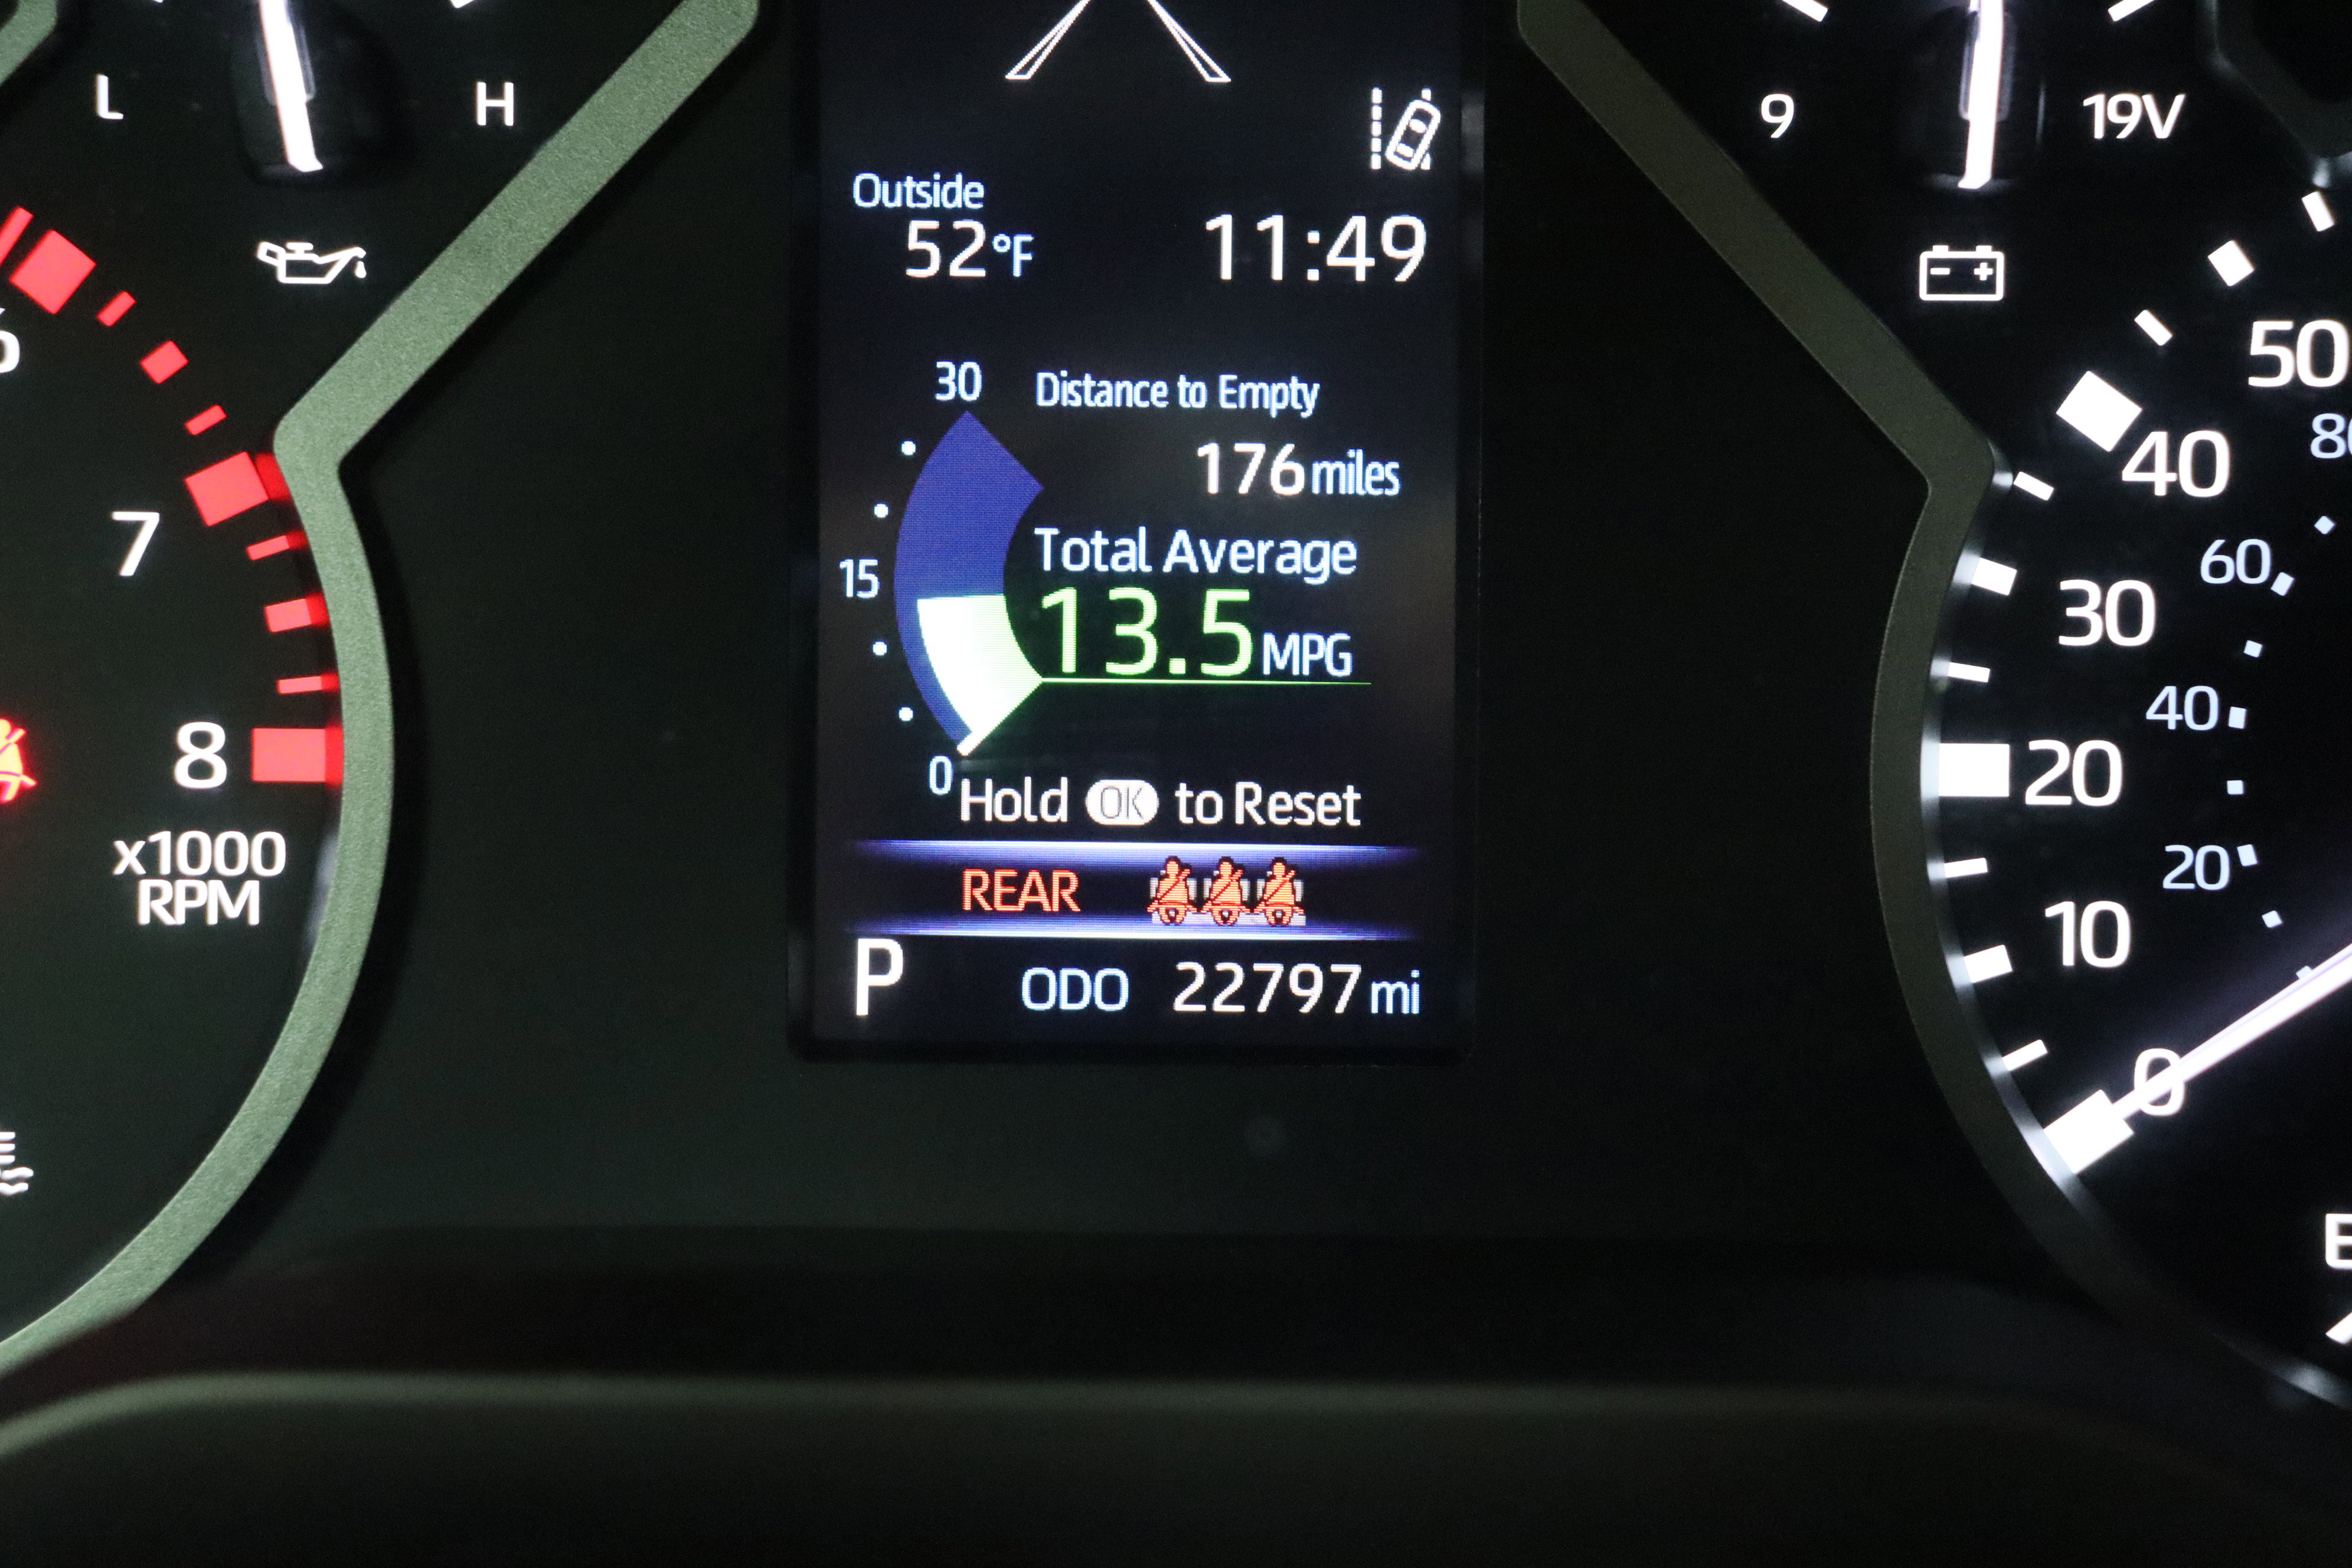 L H
9 19V
Outside
52°F 11:49
30 Distance to Empty
176 miles
Total Average
15
13.5 MPG
0
Hold OK to Reset
REAR
P ODO 22797 mi
6
7
8
x1000
RPM
50
40
30
20
10
0
60
40
20